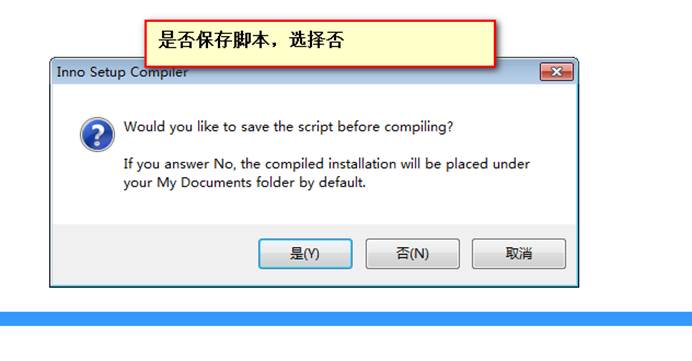 是否保存脚本，选择否
Inno Setup Compiler
Would you like to save the script before compiling?
If you answer No, the compiled installation will be placed under
your My Documents folder by default.
是(Y)
否(N)
取消